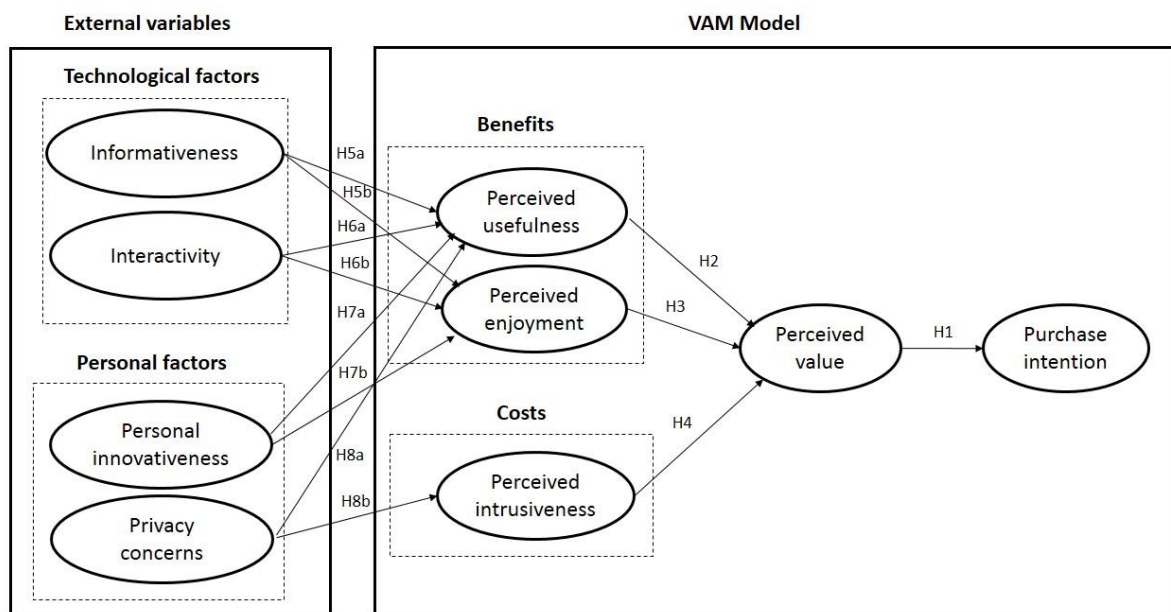 External variables
VAM Model
Technological factors
Informativeness
Interactivity
Personal factors
Personal
innovativeness
Privacy
concerns
H5a
H5b
H6a
H6b
H7a
H7b
H8a
H8b
Benefits
Perceived
usefulness
Perceived
enjoyment
Costs
Perceived
intrusiveness
H2
H3
H4
Perceived
value
H1
Purchase
intention